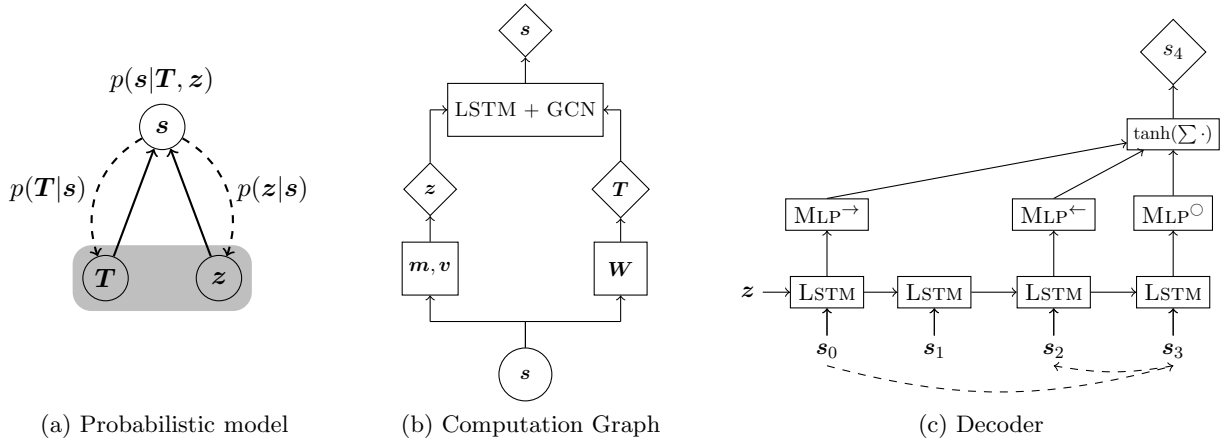 p(s|T, z)
s
p(T|s)
p(z|s)
T
z
(a) Probabilistic model
s
LSTM + GCN
z
T
m, v
W
s
(b) Computation Graph
s₄
tanh(∑ ·)
MLP→
MLP←
MLP○
z
LSTM
LSTM
LSTM
LSTM
s₀
s₁
s₂
s₃
(c) Decoder